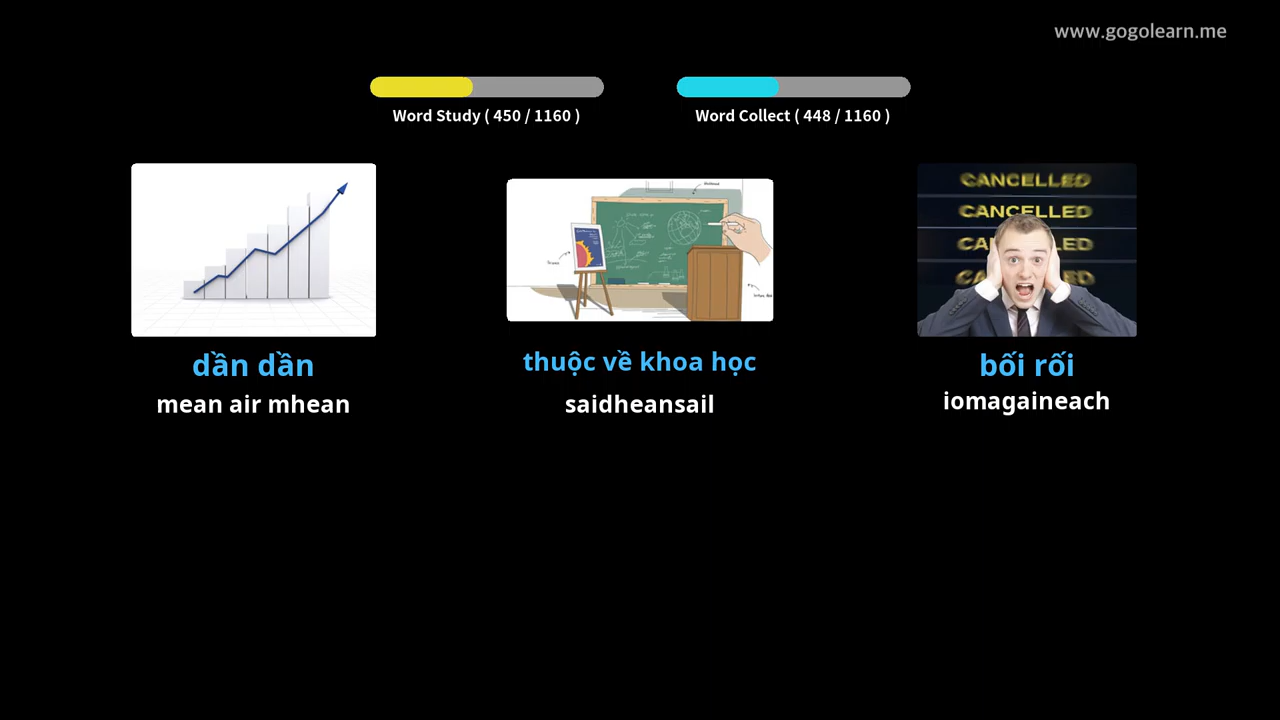 www.gogolearn.me
Word Study ( 450 / 1160 )
Word Collect ( 448 / 1160 )
CANCELLED
CANCELLED
dần dần
thuộc về khoa học
bối rối
mean air mhean
saidheansail
iomagaineach